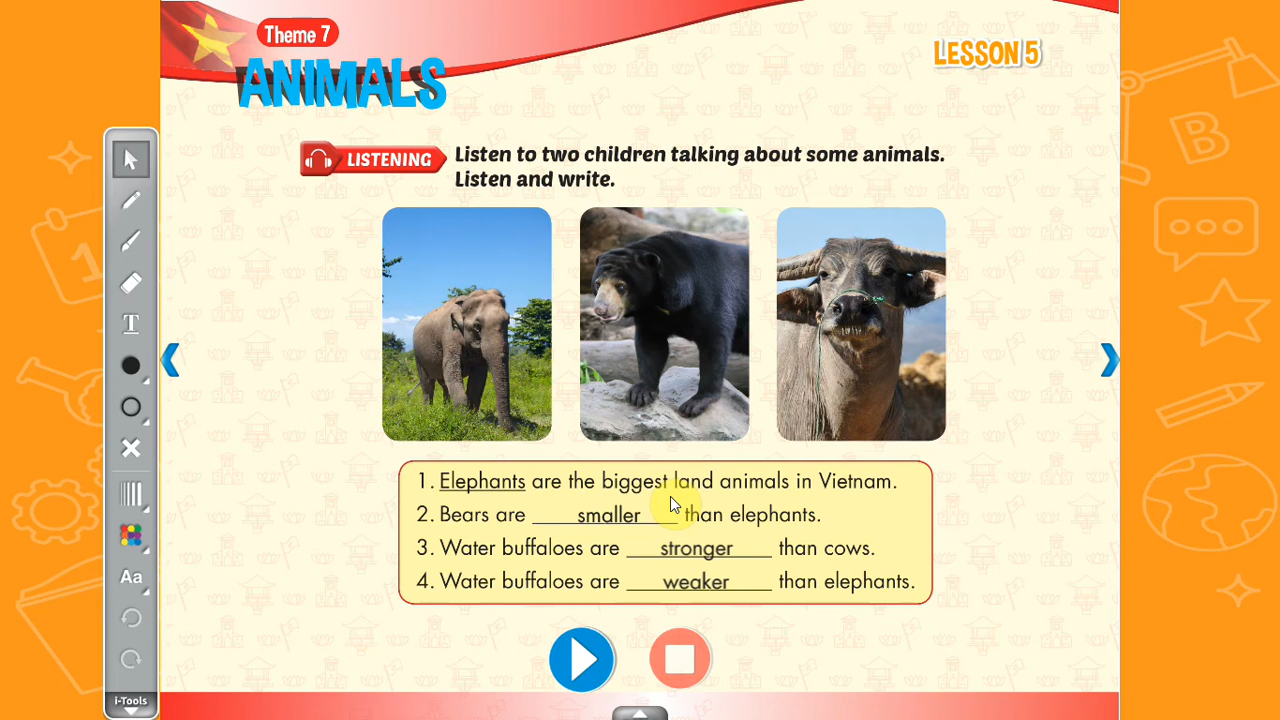 Theme 7
ANIMALS
LESSON 5
LISTENING
Listen to two children talking about some animals.
Listen and write.
1. Elephants are the biggest land animals in Vietnam.
2. Bears are smaller than elephants.
3. Water buffaloes are stronger than cows.
4. Water buffaloes are weaker than elephants.
T
Aa
i-Tools
1
B